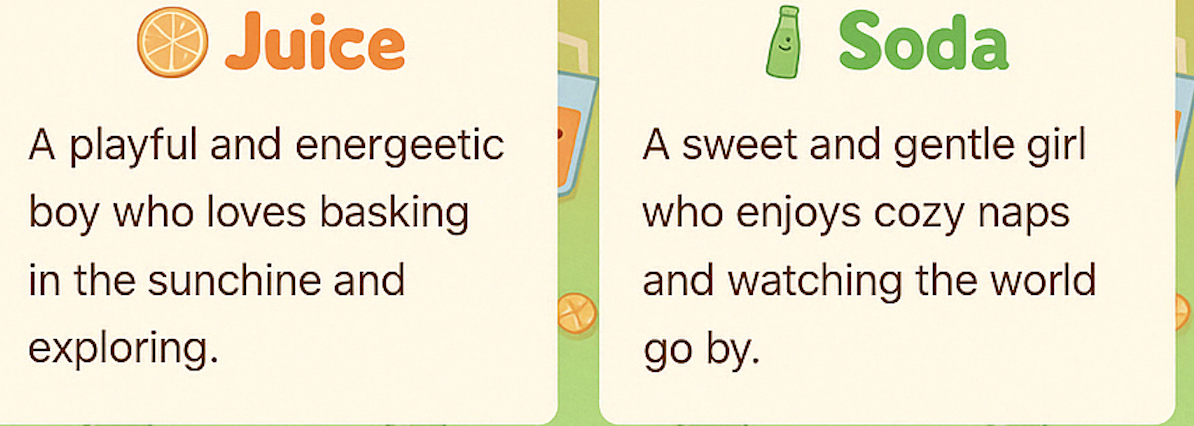 Juice
A playful and energeetic
boy who loves basking
in the sunchine and
exploring.
Soda
A sweet and gentle girl
who enjoys cozy naps
and watching the world
go by.